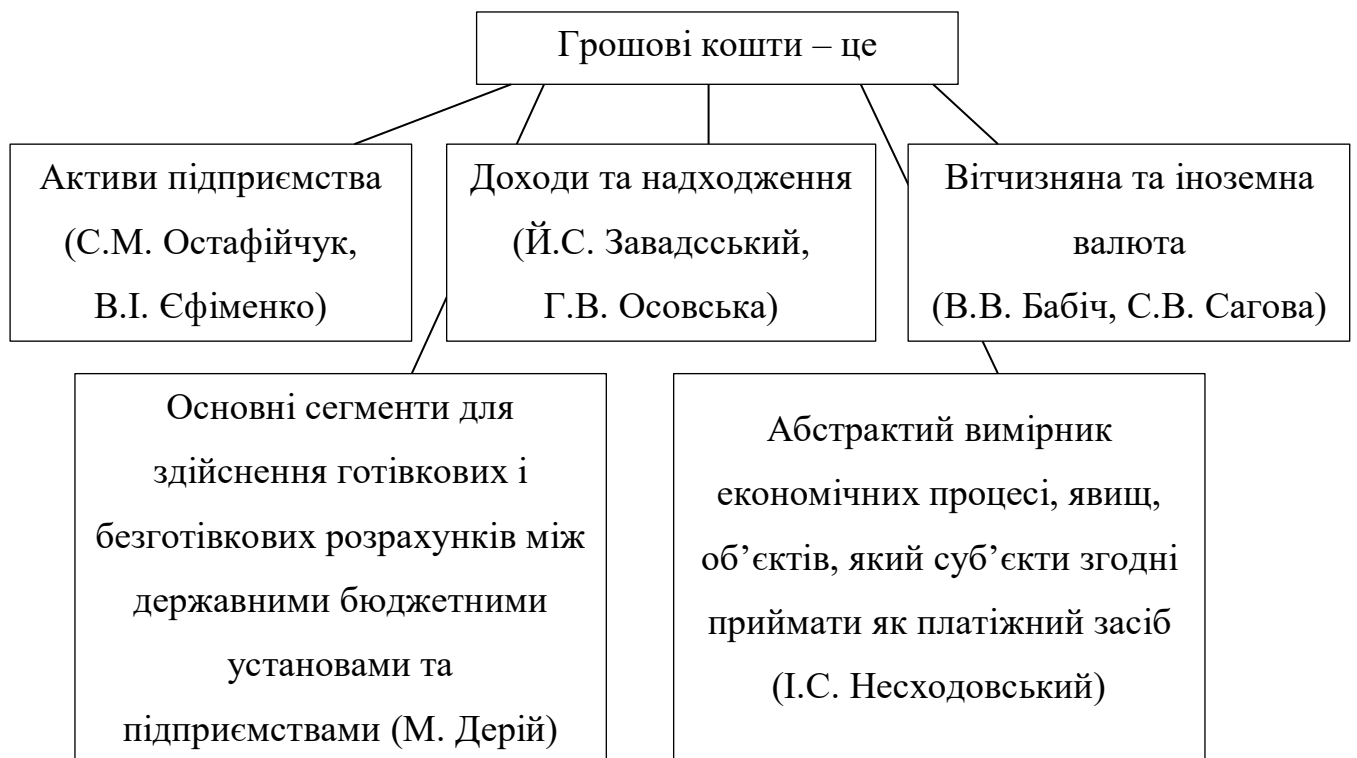 Грошові кошти – це
Активи підприємства
(С.М. Остафійчук,
В.І. Єфіменко)
Доходи та надходження
(Й.С. Завадсський,
Г.В. Осовська)
Вітчизняна та іноземна
валюта
(В.В. Бабіч, С.В. Сагова)
Основні сегменти для
здійснення готівкових і
безготівкових розрахунків між
державними бюджетними
установами та
підприємствами (М. Дерій)
Абстрактий вимірник
економічних процесі, явищ,
об’єктів, який суб’єкти згодні
приймати як платіжний засіб
(І.С. Несходовський)